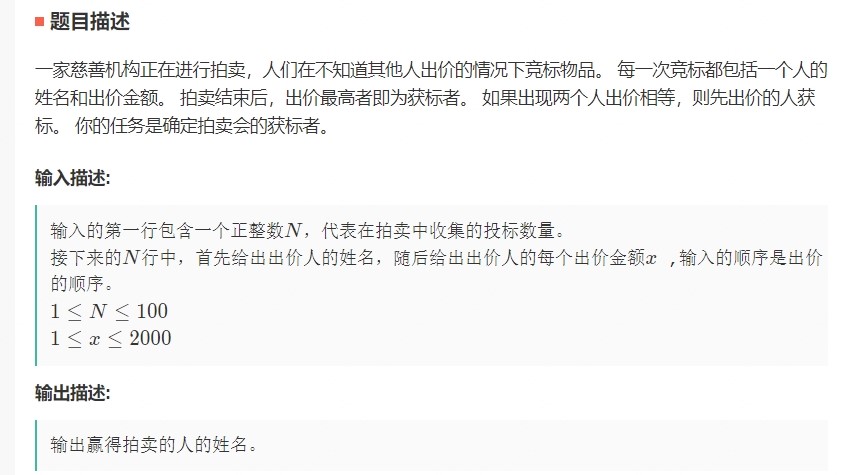 题目描述
一家慈善机构正在进行拍卖，人们在不知道其他人出价的情况下竞标物品。 每一次竞标都包括一个人的
姓名和出价金额。 拍卖结束后，出价最高者即为获标者。 如果出现两个人出价相等，则先出价的人获
标。 你的任务是确定拍卖会的获标者。
输入描述:
输入的第一行包含一个正整数N，代表在拍卖中收集的投标数量。
接下来的N行中，首先给出出价人的姓名，随后给出出价人的每个出价金额x ,输入的顺序是出价
的顺序。
1 ≤ N ≤ 100
1 ≤ x ≤ 2000
输出描述:
输出赢得拍卖的人的姓名。